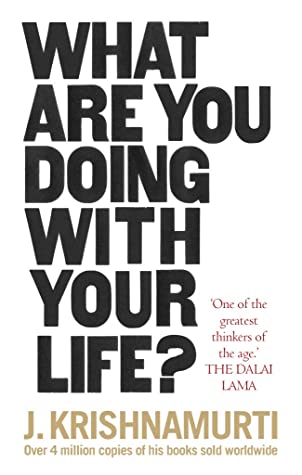 WHAT
ARE YOU
DOING
WITH
YOUR
LIFE?
'One of the
greatest
thinkers of
the age.'
THE DALAI
LAMA
J. KRISHNAMURTI
Over 4 million copies of his books sold worldwide